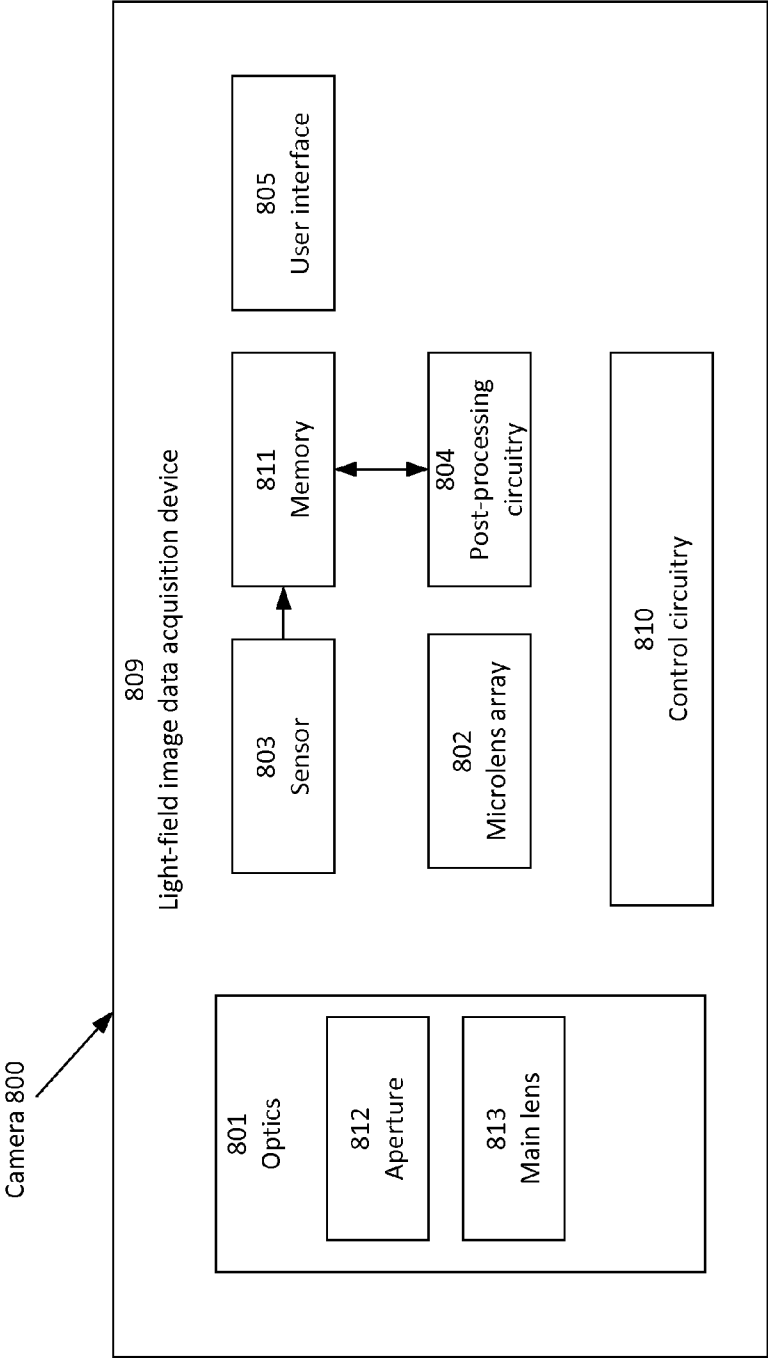 Camera 800
809
Light-field image data acquisition device
801
Optics
812
Aperture
813
Main lens
803
Sensor
811
Memory
805
User interface
802
Microlens array
804
Post-processing
circuitry
810
Control circuitry